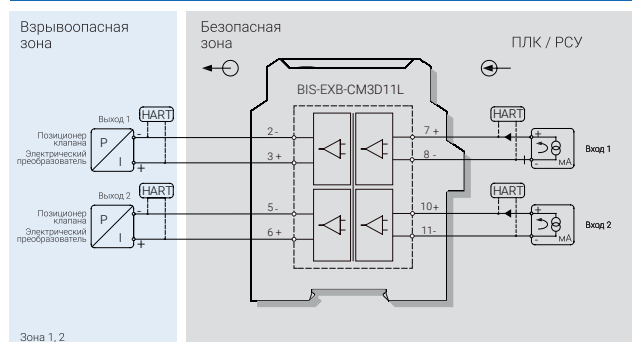 Взрывоопасная
зона
Безопасная
зона
ПЛК / РСУ
BIS-EXB-CM3D11L
Выход 1
HART
Позиционер
клапана
Электрический
преобразователь
P
I
-
+
2 -
3 +
7 +
8 -
HART
+
-
мА
Вход 1
Выход 2
HART
Позиционер
клапана
Электрический
преобразователь
P
I
-
+
5 -
6 +
10 +
11-
HART
+
-
мА
Вход 2
Зона 1, 2